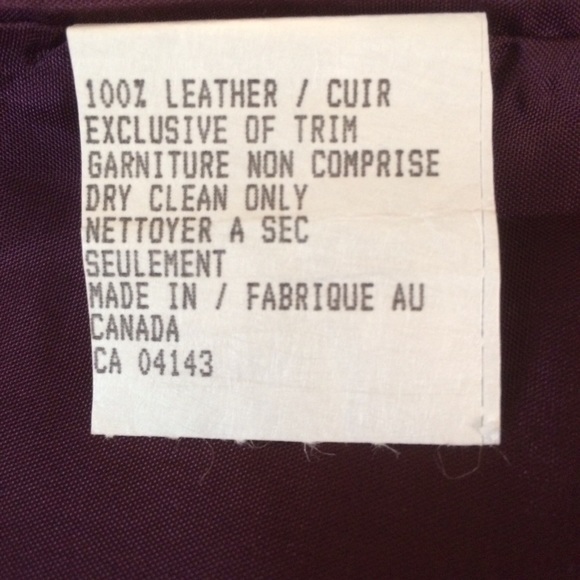 100% LEATHER / CUIR
EXCLUSIVE OF TRIM
GARNITURE NON COMPRISE
DRY CLEAN ONLY
NETTOYER A SEC
SEULEMENT
MADE IN / FABRIQUE AU
CANADA
CA 04143